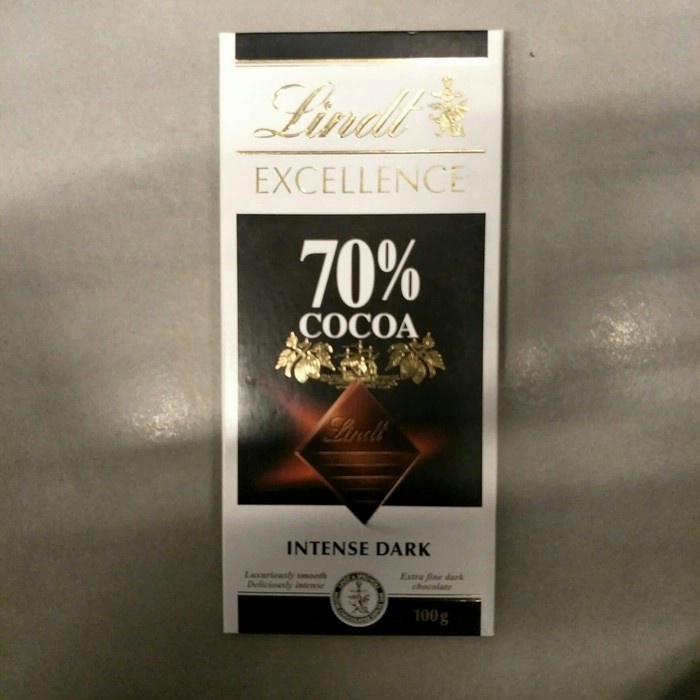 Lindt
EXCELLENCE
70%
COCOA
Lindt
INTENSE DARK
Luxuriously smooth
Deliciously intense
Extra fine dark
chocolate
100g